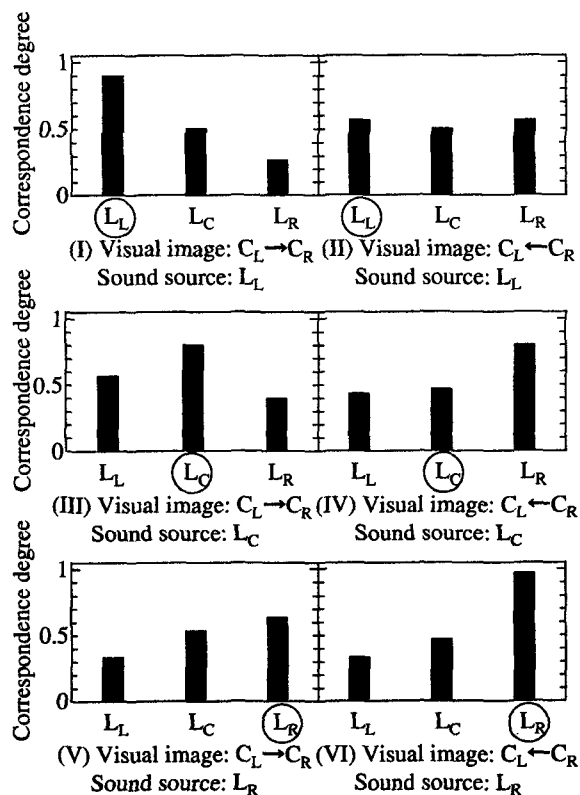 Correspondence degree
1
0.5
0
L_L L_C L_R L_L L_C L_R
(I) Visual image: C_L→C_R (II) Visual image: C_L←C_R
Sound source: L_L Sound source: L_L
Correspondence degree
1
0.5
0
L_L L_C L_R L_L L_C L_R
(III) Visual image: C_L→C_R (IV) Visual image: C_L←C_R
Sound source: L_C Sound source: L_C
Correspondence degree
1
0.5
0
L_L L_C L_R L_L L_C L_R
(V) Visual image: C_L→C_R (VI) Visual image: C_L←C_R
Sound source: L_R Sound source: L_R